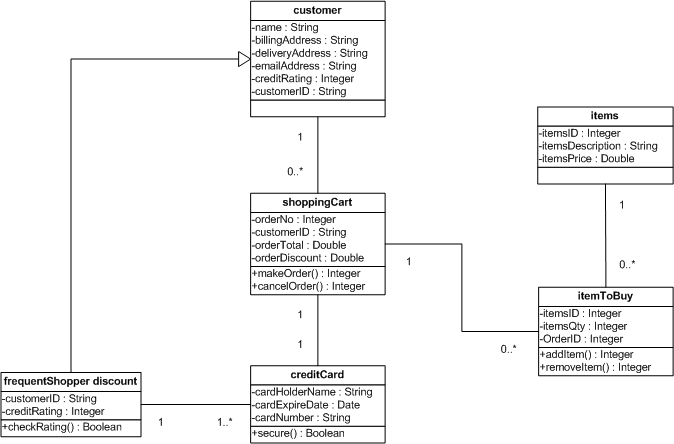 customer
-name : String
-billingAddress : String
-deliveryAddress : String
-emailAddress : String
-creditRating : Integer
-customerID : String
1
0..*
items
-itemsID : Integer
-itemsDescription : String
-itemsPrice : Double
1
0..*
shoppingCart
-orderNo : Integer
-customerID : String
-orderTotal : Double
-orderDiscount : Double
+makeOrder() : Integer
+cancelOrder() : Integer
1
0..*
itemToBuy
-itemsID : Integer
-itemsQty : Integer
-OrderID : Integer
+addItem() : Integer
+removeItem() : Integer
1
1
creditCard
-cardHolderName : String
-cardExpireDate : Date
-cardNumber : String
+secure() : Boolean
frequentShopper discount
-customerID : String
-creditRating : Integer
+checkRating() : Boolean
1
1..*